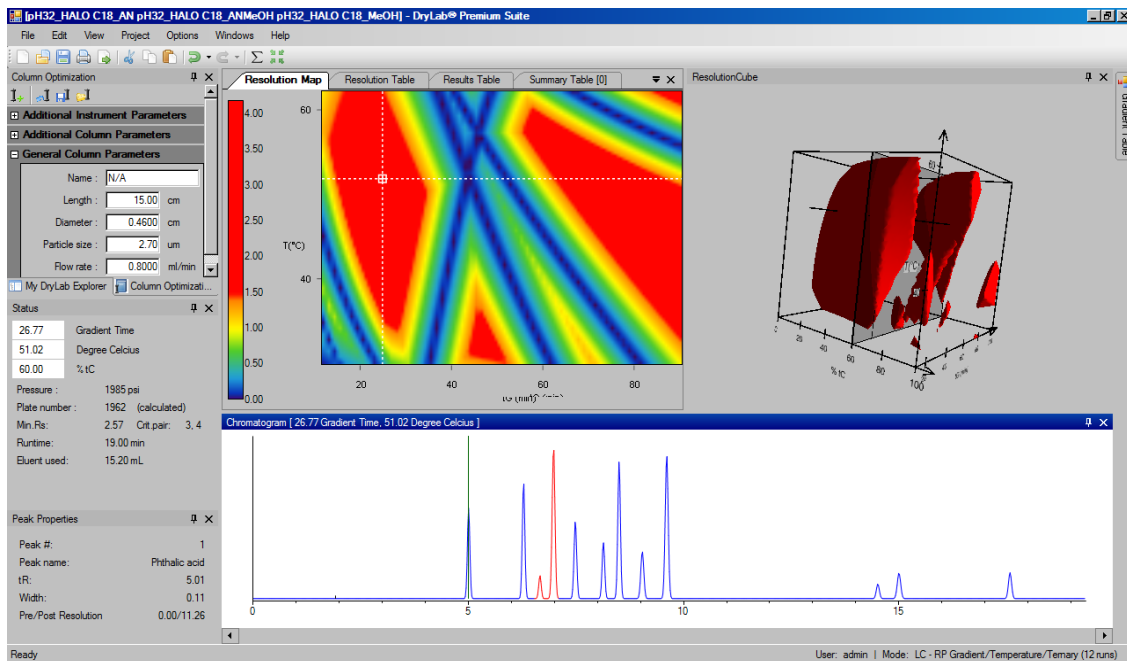 [pH32_HALO C18_AN pH32_HALO C18_ANMeOH pH32_HALO C18_MeOH] - DryLab® Premium Suite
File Edit View Project Options Windows Help
Column Optimization
Additional Instrument Parameters
Additional Column Parameters
General Column Parameters
Name : N/A
Length : 15.00 cm
Diameter : 0.4600 cm
Particle size : 2.70 um
Flow rate : 0.8000 ml/min
My DryLab Explorer Column Optimizati...
Status
26.77 Gradient Time
51.02 Degree Celcius
60.00 % tC
Pressure : 1985 psi
Plate number : 1962 (calculated)
Min.Rs: 2.57 Crit.pair: 3, 4
Runtime: 19.00 min
Eluent used: 15.20 mL
Peak Properties
Peak #: 1
Peak name: Phthalic acid
tR: 5.01
Width: 0.11
Pre/Post Resolution 0.00/11.26
Resolution Map Resolution Table Results Table Summary Table [0]
4.00
3.50
3.00
2.50
2.00
1.50
1.00
0.50
0.00
60
T(°C)
40
20 40 60 80
ResolutionCube
60
20 40 60 80 100
% tC
Gradient Table
Chromatogram [ 26.77 Gradient Time, 51.02 Degree Celcius ]
0 5 10 15
Ready
User: admin | Mode: LC - RP Gradient/Temperature/Ternary (12 runs)